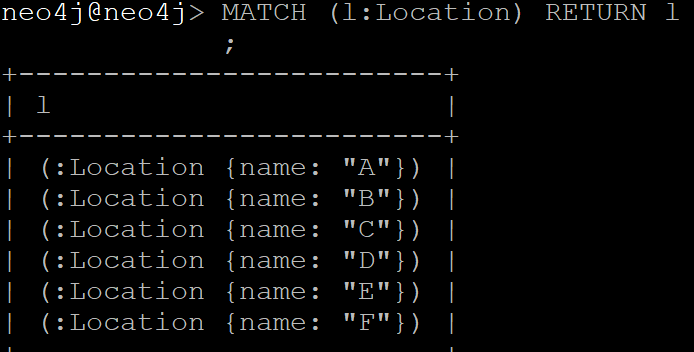 neo4j@neo4j> MATCH (l:Location) RETURN l
             ;
+--------------------------+
| l                        |
+--------------------------+
| (:Location {name: "A"}) |
| (:Location {name: "B"}) |
| (:Location {name: "C"}) |
| (:Location {name: "D"}) |
| (:Location {name: "E"}) |
| (:Location {name: "F"}) |